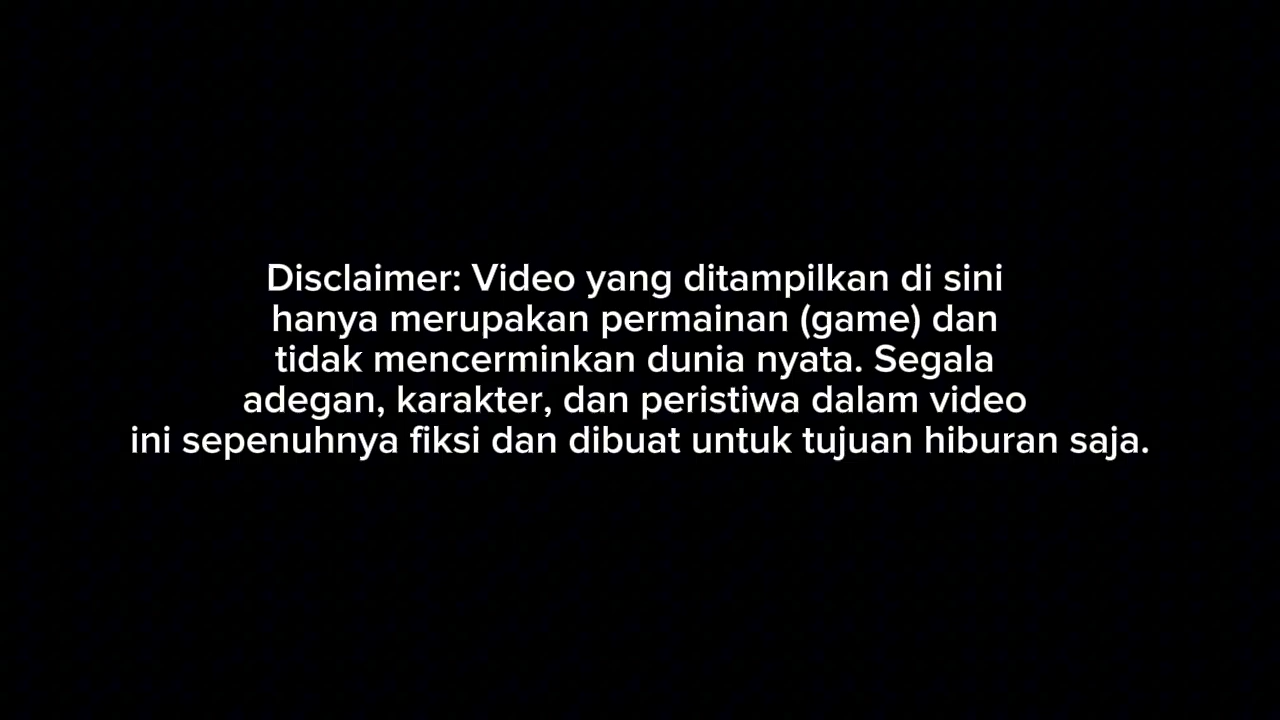 Disclaimer: Video yang ditampilkan di sini
hanya merupakan permainan (game) dan
tidak mencerminkan dunia nyata. Segala
adegan, karakter, dan peristiwa dalam video
ini sepenuhnya fiksi dan dibuat untuk tujuan hiburan saja.